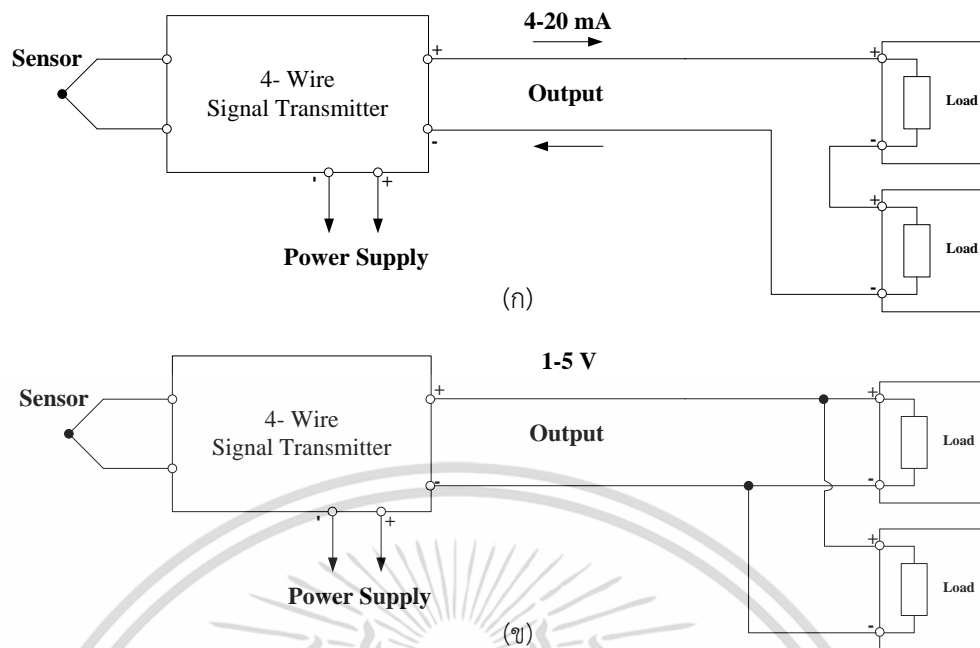 4-20 mA
Sensor
+
+
4- Wire
Signal Transmitter
Output
Load
-
-
- +
+
Power Supply
Load
-
(ก)
1-5 V
Sensor
+
+
4- Wire
Signal Transmitter
Output
Load
-
-
- +
+
Power Supply
Load
-
(ข)